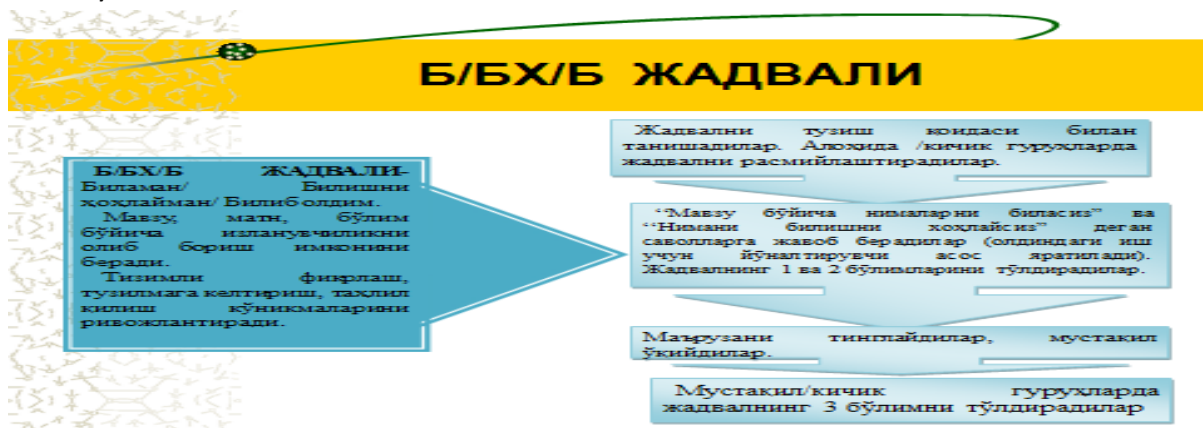 Б/БХ/Б ЖАДВАЛИ
Б/БХ/Б ЖАДВАЛИ-
Биламан/ Билишни
ҳоҳлайман/ Билиб олдим.
Мавзу, матн, бўлим
бўйича изланувчиликни
олиб бориш имконини
беради.
Тизимли фикрлаш,
тузилмага келтириш, таҳлил
қилиш кўникмаларини
ривожлантиради.
Жадвални тузиш қоидаси билан
танишадилар. Алоҳида /кичик гуруҳларда
жадвални расмийлаштирадилар.
“Мавзу бўйича нималарни биласиз” ва
“Нимани билишни хоҳлайсиз” деган
саволларга жавоб берадилар (олдиндаги иш
учун йўналтирувчи асос яратилади).
Жадвалнинг 1 ва 2 бўлимларини тўлдирадилар.
Маърузани тинглайдилар, мустақил
ўқийдилар.
Мустақил/кичик гуруҳларда
жадвалнинг 3 бўлимни тўлдирадилар